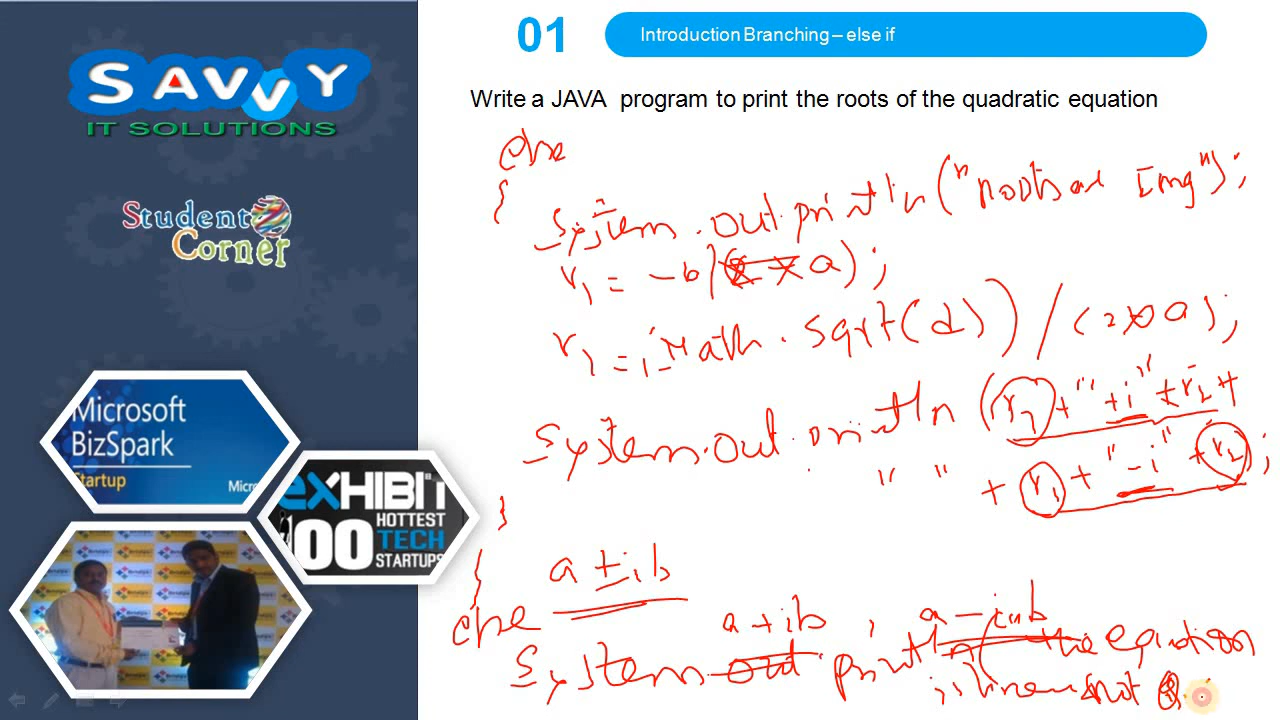 SAVVY
IT SOLUTIONS
Student
Corner
Microsoft
BizSpark
Startup
Micros
eXHIBIT
100 HOTTEST
TECH
STARTUPS
01
Introduction Branching – else if
Write a JAVA program to print the roots of the quadratic equation
else
{
System.out.println("roots are Img");
r1 = -b/(2*a);
r1 = Math.sqrt(d))/(2*a);
System.out.println(r1+"+i"+r2+
" "
+r1+"-i"+r2);
}
}
a+ib
else
a+ib, a-ib
System out println( the equation
is linear not